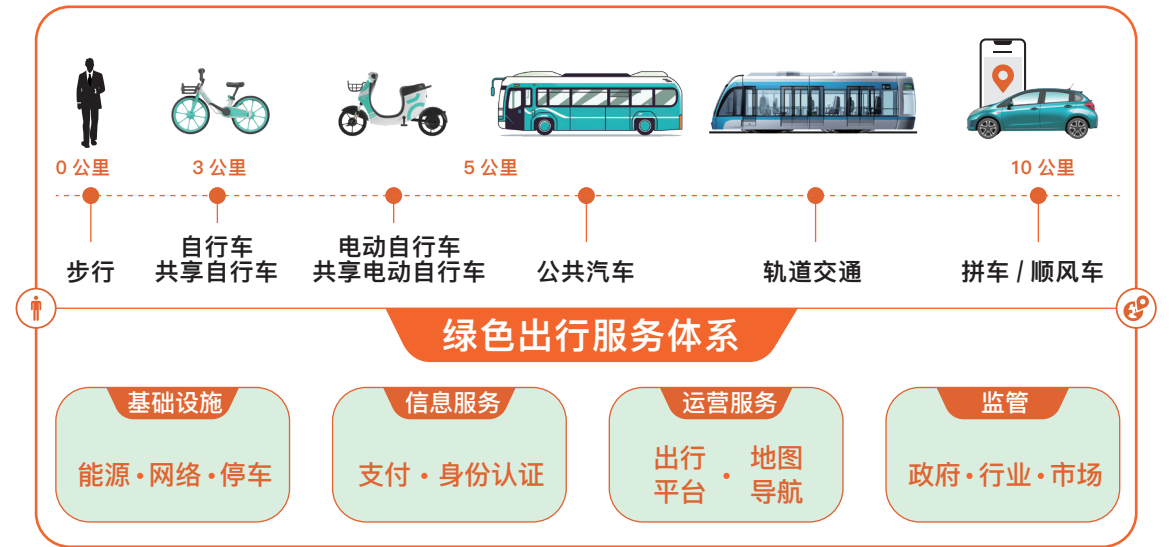 0 公里
3 公里
5 公里
10 公里
步行
自行车
共享自行车
电动自行车
共享电动自行车
公共汽车
轨道交通
拼车 / 顺风车
绿色出行服务体系
基础设施
能源·网络·停车
信息服务
支付·身份认证
运营服务
出行
平台
·
地图
导航
监管
政府·行业·市场